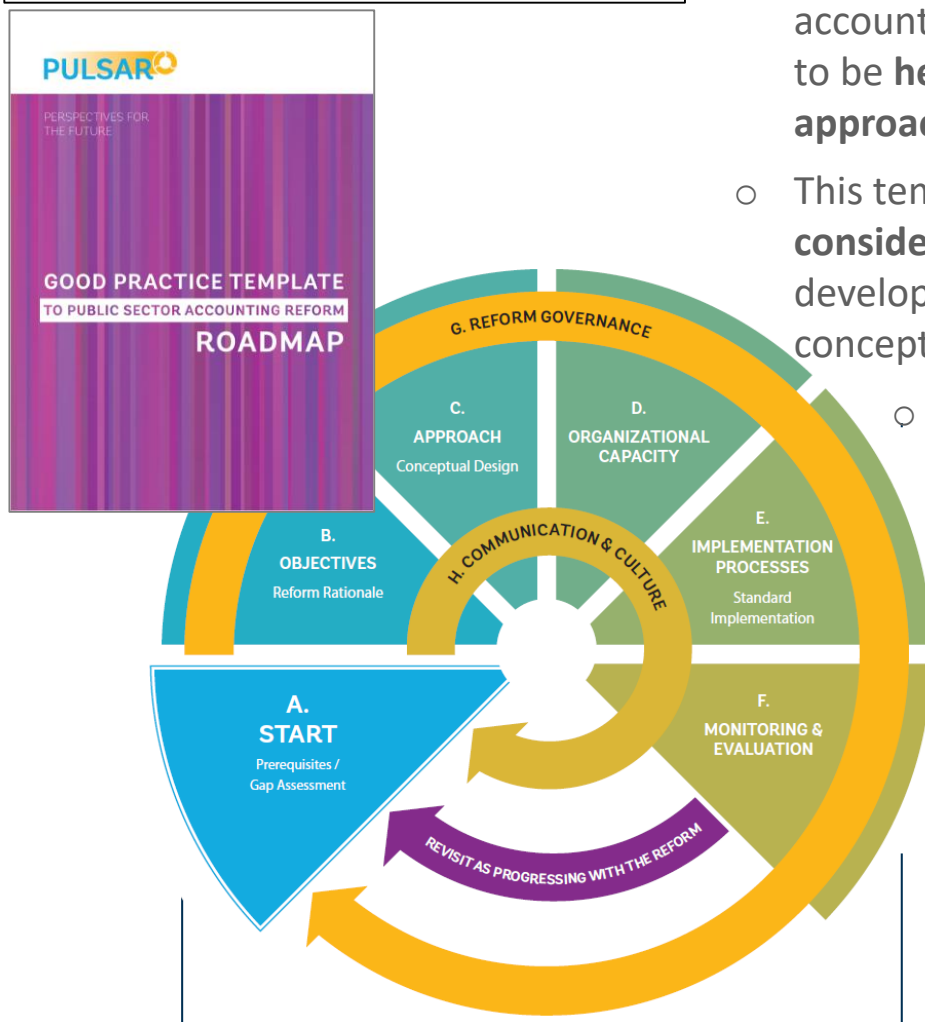 PULSAR
PERSPECTIVES FOR
THE FUTURE
GOOD PRACTICE TEMPLATE
TO PUBLIC SECTOR ACCOUNTING REFORM
ROADMAP
account
to be he
approac
○ This ten
conside
develop
concept
○
G. REFORM GOVERNANCE
C.
APPROACH
Conceptual Design
D.
ORGANIZATIONAL
CAPACITY
B.
OBJECTIVES
Reform Rationale
H. COMMUNICATION & CULTURE
E.
IMPLEMENTATION
PROCESSES
Standard
Implementation
A.
START
Prerequisites /
Gap Assessment
F.
MONITORING &
EVALUATION
REVISIT AS PROGRESSING WITH THE REFORM